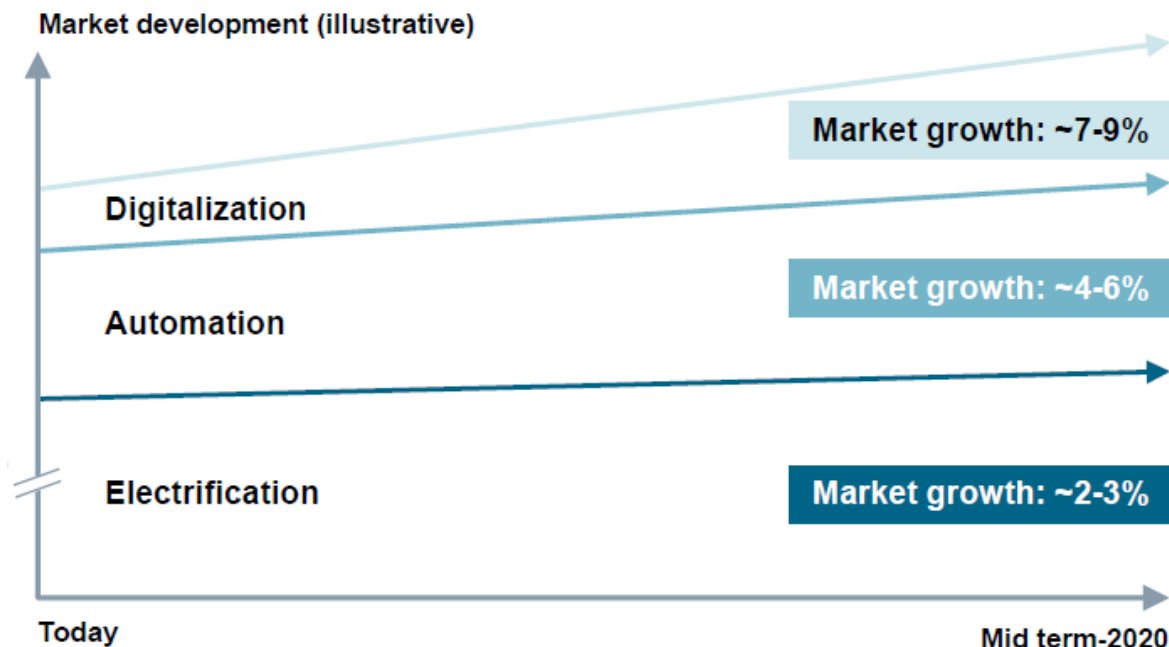 Market development (illustrative)
Market growth: ~7-9%
Digitalization
Market growth: ~4-6%
Automation
Electrification
Market growth: ~2-3%
Today
Mid term-2020